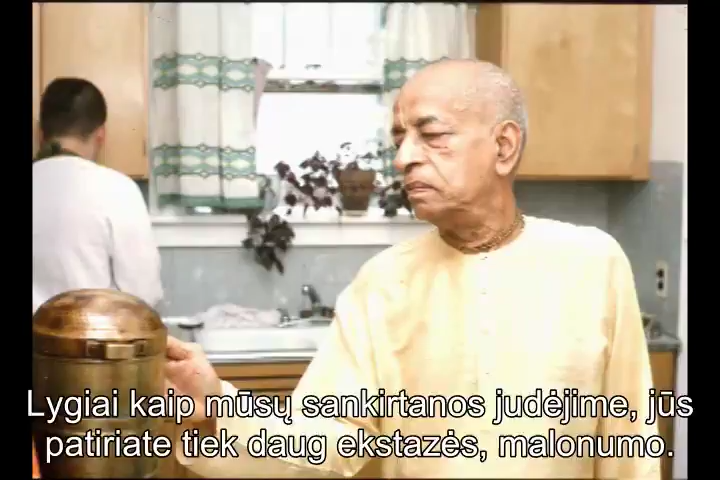 Lygiai kaip mūsų sankirtanos judėjime, jūs
patiriate tiek daug ekstazės, malonumo.